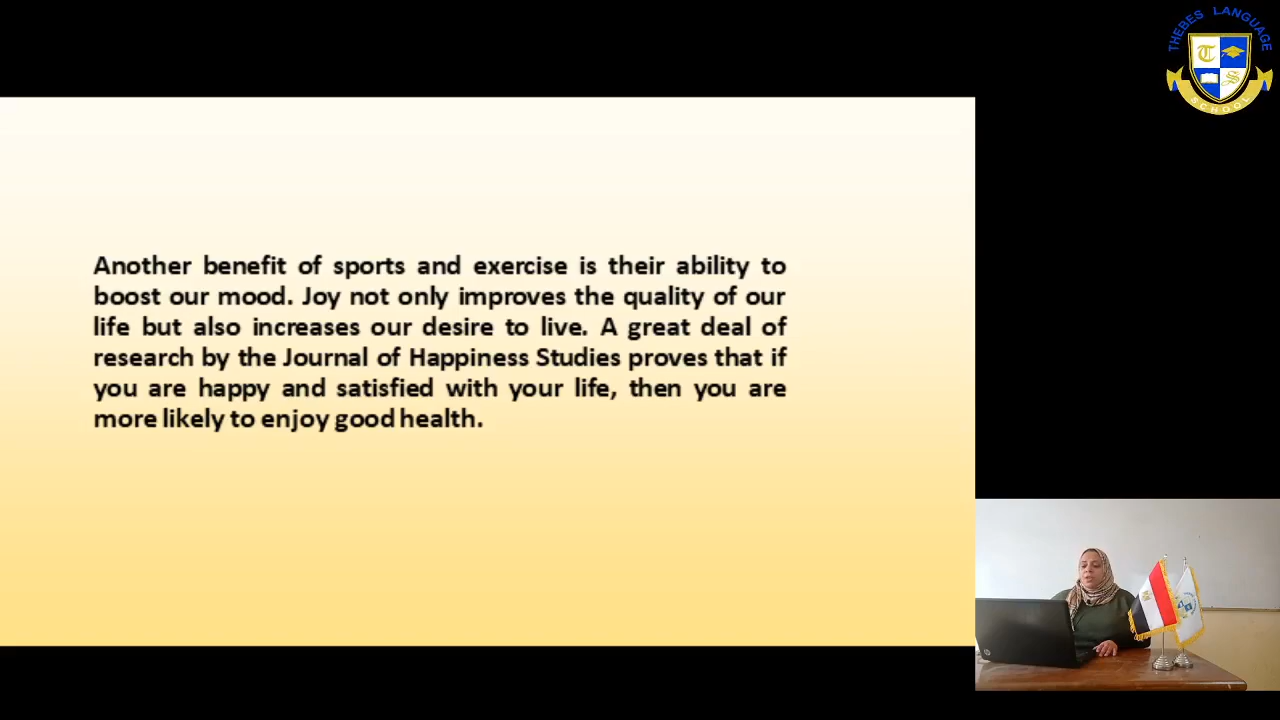 THEBES LANGUAGE
SCHOOL
Another benefit of sports and exercise is their ability to
boost our mood. Joy not only improves the quality of our
life but also increases our desire to live. A great deal of
research by the Journal of Happiness Studies proves that if
you are happy and satisfied with your life, then you are
more likely to enjoy good health.